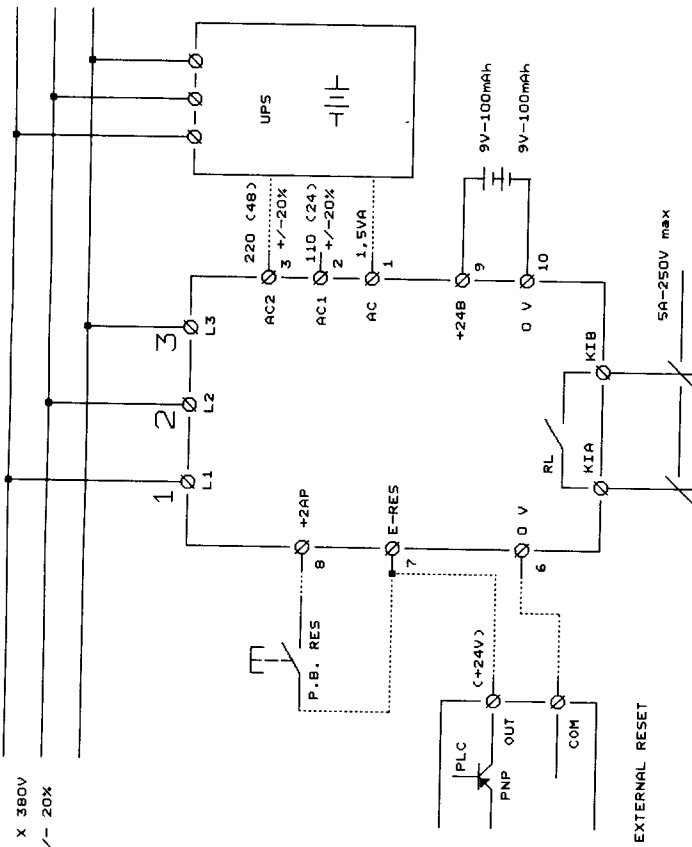 X 380V
/- 20%
UPS
220 (48)
+/-20%
110 (24)
+/-20%
1,5VA
1
2
3
L1
L2
L3
AC2
3
AC1
2
AC
1
+24B
9
0 V
10
9V-100mAh
9V-100mAh
+2AP
8
E-RES
7
0 V
6
P.B. RES
RL
KIA
KIB
5A-250V max
(+24V)
PLC
PNP
OUT
COM
EXTERNAL RESET